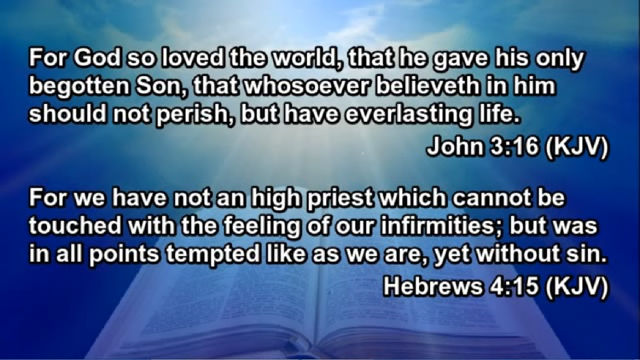 For God so loved the world, that he gave his only
begotten Son, that whosoever believeth in him
should not perish, but have everlasting life.
John 3:16 (KJV)
For we have not an high priest which cannot be
touched with the feeling of our infirmities; but was
in all points tempted like as we are, yet without sin.
Hebrews 4:15 (KJV)